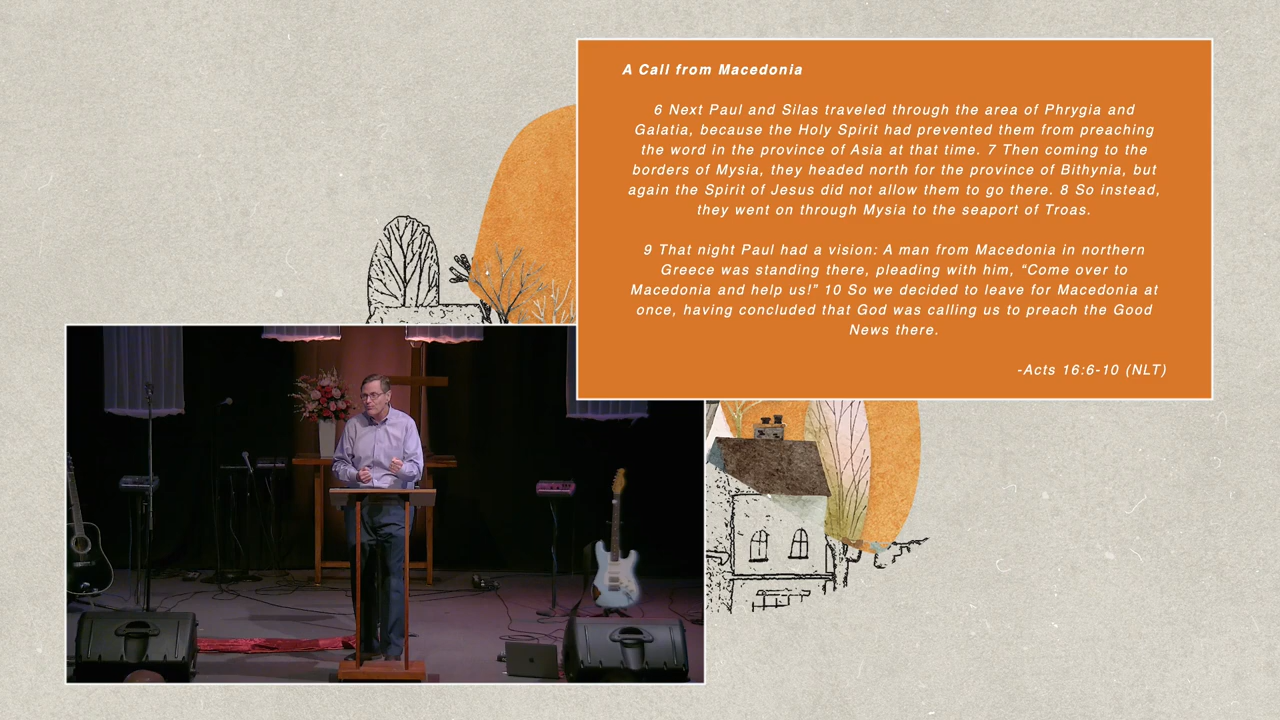 A Call from Macedonia
6 Next Paul and Silas traveled through the area of Phrygia and
Galatia, because the Holy Spirit had prevented them from preaching
the word in the province of Asia at that time. 7 Then coming to the
borders of Mysia, they headed north for the province of Bithynia, but
again the Spirit of Jesus did not allow them to go there. 8 So instead,
they went on through Mysia to the seaport of Troas.
9 That night Paul had a vision: A man from Macedonia in northern
Greece was standing there, pleading with him, “Come over to
Macedonia and help us!” 10 So we decided to leave for Macedonia at
once, having concluded that God was calling us to preach the Good
News there.
-Acts 16:6-10 (NLT)